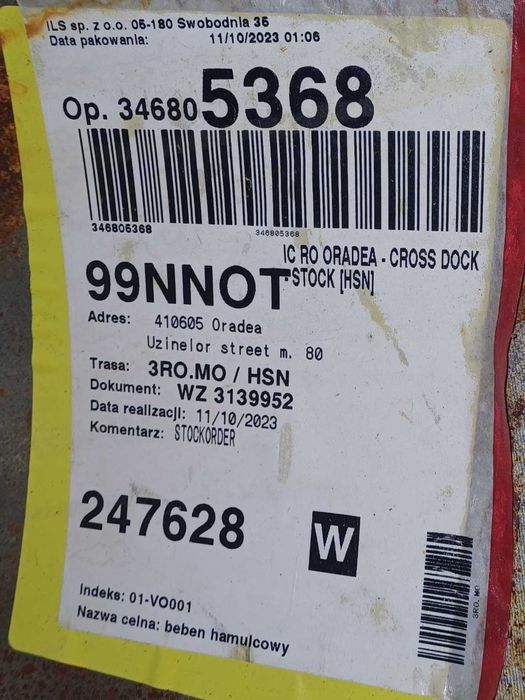 ILS sp. z o.o. 05-180 Swobodnia 35
Data pakowania: 11/10/2023 01:06
Op. 34680 5368
346805368 346805368
99NNOT IC RO ORADEA - CROSS DOCK
-STOCK [HSN]
Adres: 410605 Oradea
Uzinelor street m. 80
Trasa: 3RO.MO / HSN
Dokument: WZ 3139952
Data realizacji: 11/10/2023
Komentarz: STOCKORDER
247628 W
3RO.MO
Indeks: 01-VO001
Nazwa celna: beben hamulcowy